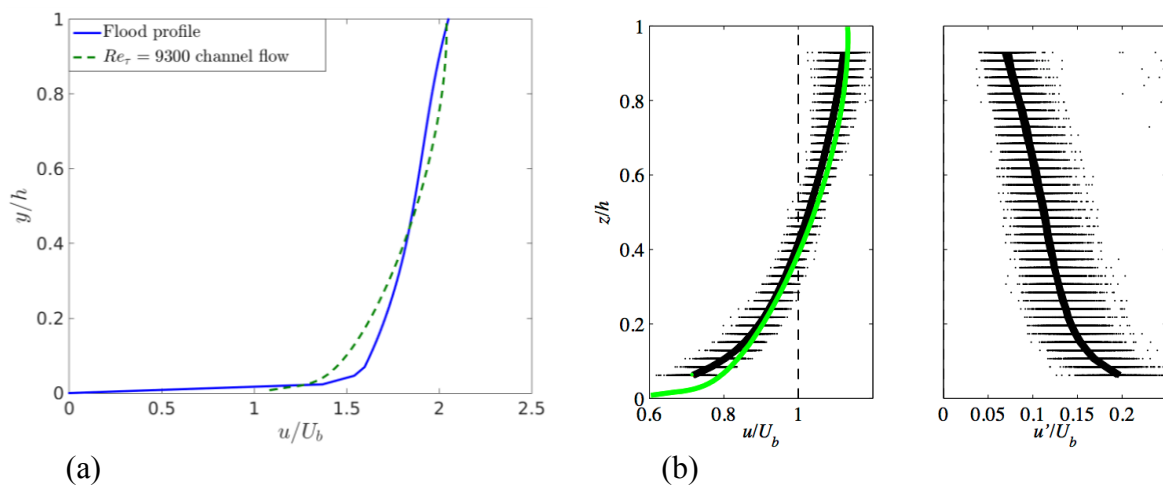 Flood profile
Re_τ = 9300 channel flow
1
0.8
0.6
0.4
0.2
0
y/h
0 0.5 1 1.5 2 2.5
u/U_b
(a)
1
0.8
0.6
0.4
0.2
0
z/h
0.6 0.8 1
u/U_b
0 0.05 0.1 0.15 0.2
u'/U_b
(b)